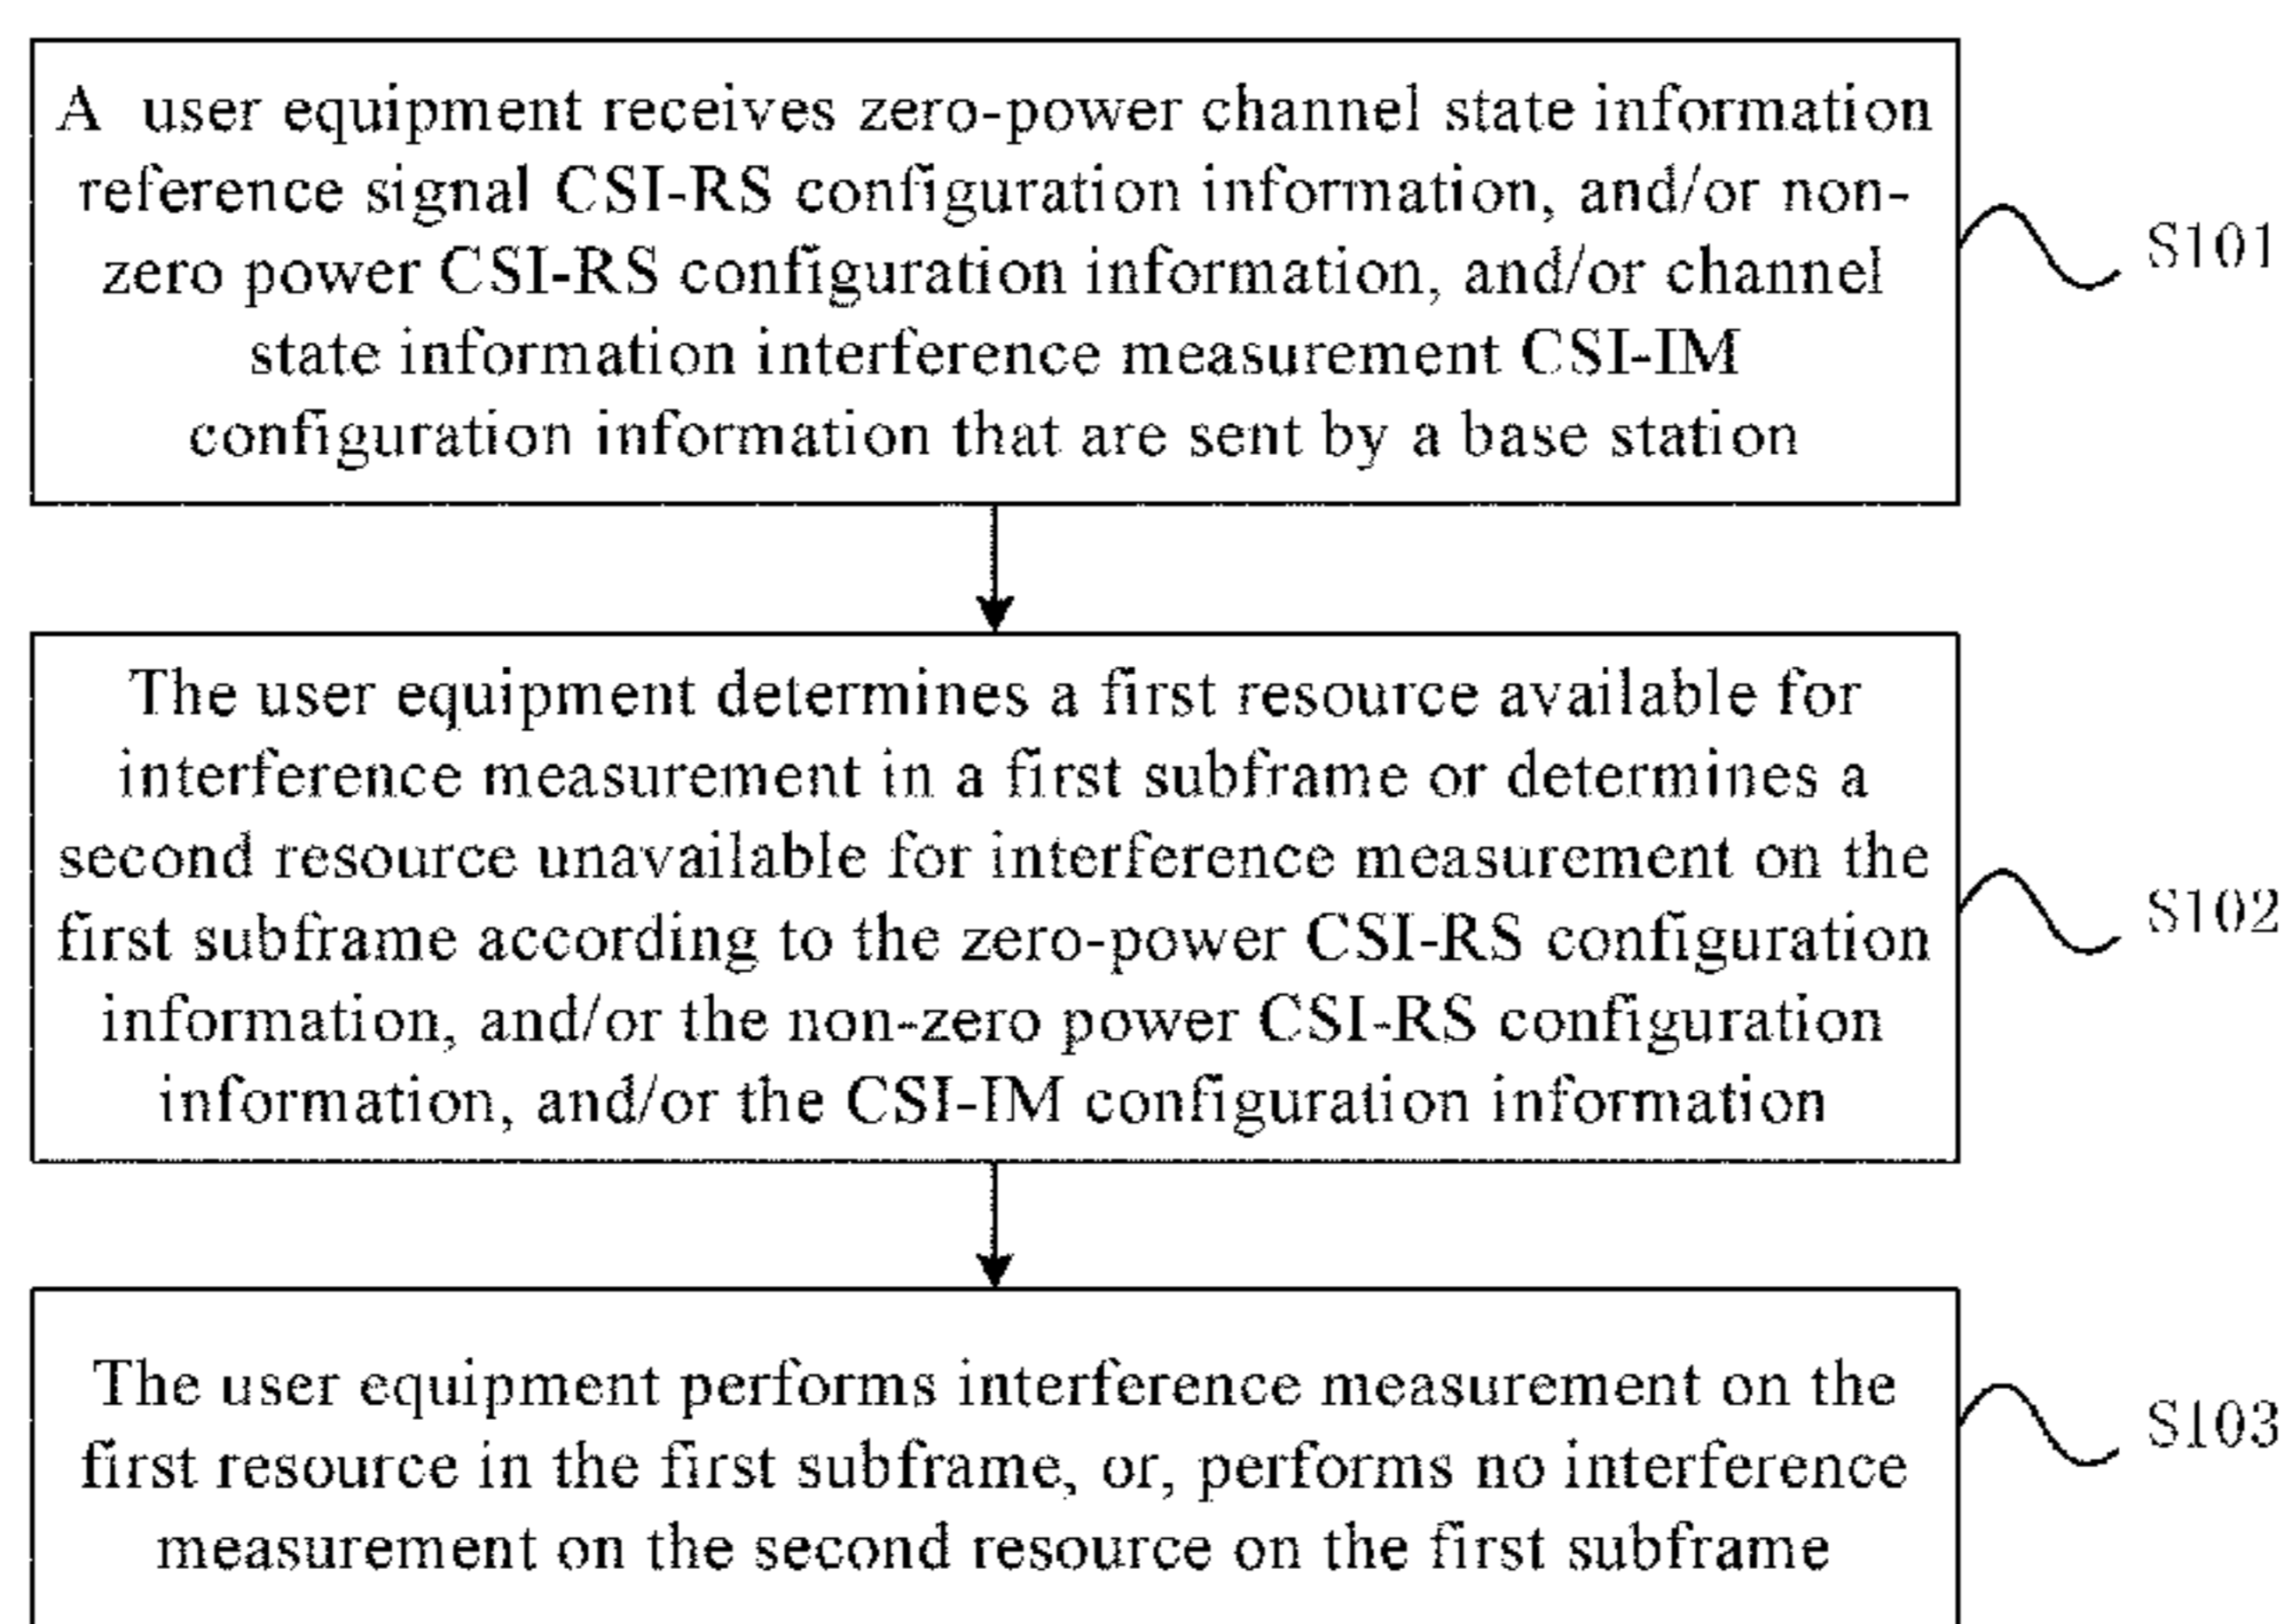 A user equipment receives zero-power channel state information
reference signal CSI-RS configuration information, and/or non-
zero power CSI-RS configuration information, and/or channel
state information interference measurement CSI-IM
configuration information that are sent by a base station
S101
The user equipment determines a first resource available for
interference measurement in a first subframe or determines a
second resource unavailable for interference measurement on the
first subframe according to the zero-power CSI-RS configuration
information, and/or the non-zero power CSI-RS configuration
information, and/or the CSI-IM configuration information
S102
The user equipment performs interference measurement on the
first resource in the first subframe, or, performs no interference
measurement on the second resource on the first subframe
S103